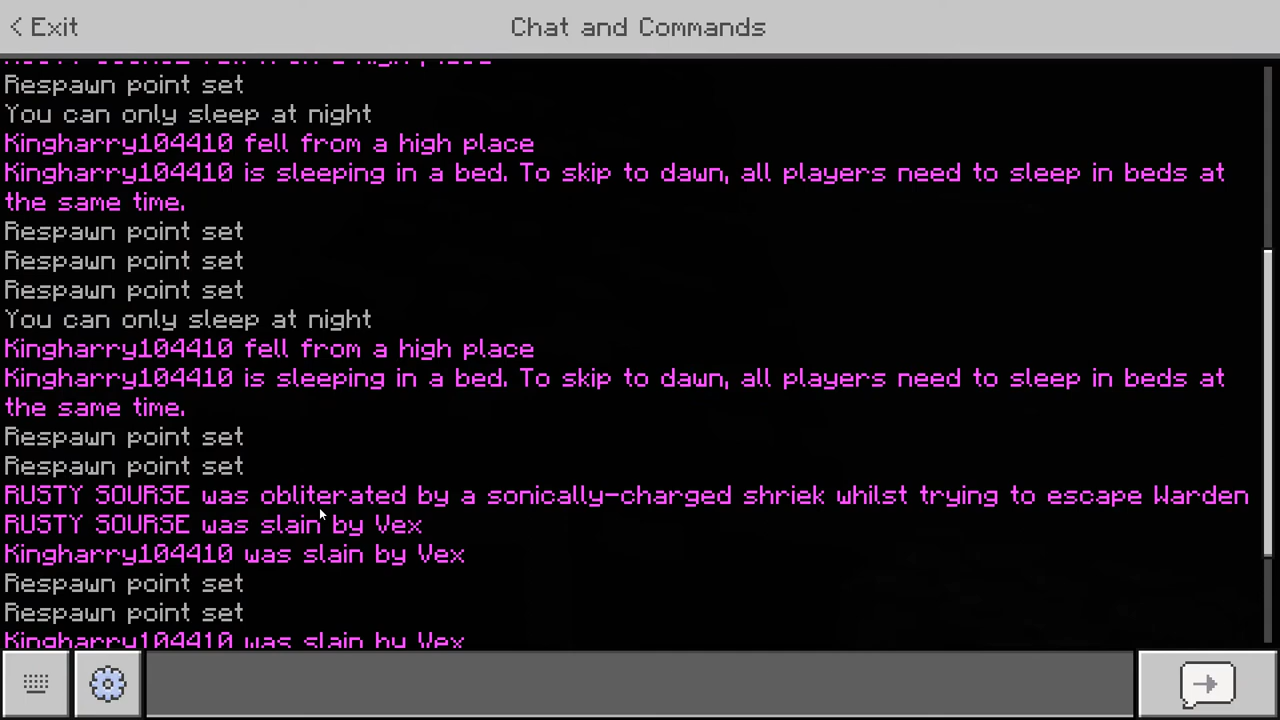 < Exit
Chat and Commands
Respawn point set
You can only sleep at night
Kingharry104410 fell from a high place
Kingharry104410 is sleeping in a bed. To skip to dawn, all players need to sleep in beds at
the same time.
Respawn point set
Respawn point set
Respawn point set
You can only sleep at night
Kingharry104410 fell from a high place
Kingharry104410 is sleeping in a bed. To skip to dawn, all players need to sleep in beds at
the same time.
Respawn point set
Respawn point set
RUSTY SOURSE was obliterated by a sonically-charged shriek whilst trying to escape Warden
RUSTY SOURSE was slain by Vex
Kingharry104410 was slain by Vex
Respawn point set
Respawn point set
Kingharry104410 was slain by Vex